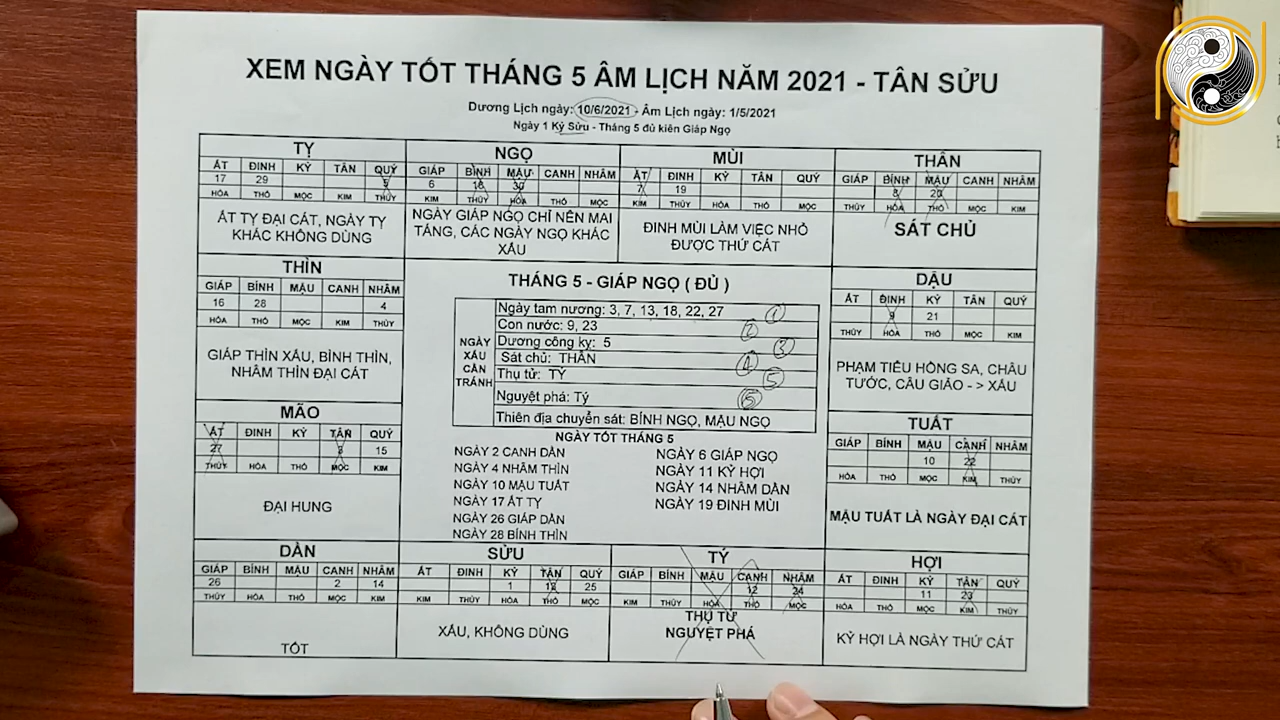 XEM NGÀY TỐT THÁNG 5 ÂM LỊCH NĂM 2021 - TÂN SỬU
Dương Lịch ngày: 10/6/2021 - Âm Lịch ngày: 1/5/2021
Ngày 1 Kỷ Sửu - Tháng 5 đủ kiên Giáp Ngọ
TỴ
ẤT ĐINH KỶ TÂN QUÝ
17 29 5
HỎA THỔ MỘC KIM THỦY
ẤT TỴ ĐẠI CÁT, NGÀY TỴ
KHÁC KHÔNG DÙNG
NGỌ
GIÁP BÍNH MẬU CANH NHÂM
6 18 30
KIM THỦY HỎA THỔ MỘC
NGÀY GIÁP NGỌ CHỈ NÊN MAI
TÁNG, CÁC NGÀY NGỌ KHÁC
XẤU
MÙI
ẤT ĐINH KỶ TÂN QUÝ
7 19
KIM THỦY HỎA THỔ MỘC
ĐINH MÙI LÀM VIỆC NHỎ
ĐƯỢC THỨ CÁT
THÂN
GIÁP BÍNH MẬU CANH NHÂM
8 20
THỦY HỎA THỔ MỘC KIM
SÁT CHỦ
THÌN
GIÁP BÍNH MẬU CANH NHÂM
16 28 4
HỎA THỔ MỘC KIM THỦY
GIÁP THÌN XẤU, BÍNH THÌN,
NHÂM THÌN ĐẠI CÁT
THÁNG 5 - GIÁP NGỌ ( ĐỦ )
NGÀY
XẤU
CẦN
TRÁNH
Ngày tam nương: 3, 7, 13, 18, 22, 27 1
Con nước: 9, 23 2
Dương công kỵ: 5 3
Sát chủ: THÂN 4
Thụ tử: TÝ 5
Nguyệt phá: Tý 5
Thiên địa chuyển sát: BÍNH NGỌ, MẬU NGỌ
NGÀY TỐT THÁNG 5
NGÀY 2 CANH DẦN
NGÀY 4 NHÂM THÌN
NGÀY 10 MẬU TUẤT
NGÀY 17 ẤT TỴ
NGÀY 26 GIÁP DẦN
NGÀY 28 BÍNH THÌN
NGÀY 6 GIÁP NGỌ
NGÀY 11 KỶ HỢI
NGÀY 14 NHÂM DẦN
NGÀY 19 ĐINH MÙI
DẬU
ẤT ĐINH KỶ TÂN QUÝ
9 21
THỦY HỎA THỔ MỘC KIM
PHẠM TIỂU HỒNG SA, CHÂU
TƯỚC, CÂU GIẢO - > XẤU
MÃO
ẤT ĐINH KỶ TÂN QUÝ
27 3 15
THỦY HỎA THỔ MỘC KIM
ĐẠI HUNG
TUẤT
GIÁP BÍNH MẬU CANH NHÂM
10 22
HỎA THỔ MỘC KIM THỦY
MẬU TUẤT LÀ NGÀY ĐẠI CÁT
DẦN
GIÁP BÍNH MẬU CANH NHÂM
26 2 14
THỦY HỎA THỔ MỘC KIM
TỐT
SỬU
ẤT ĐINH KỶ TÂN QUÝ
1 25
KIM THỦY HỎA THỔ MỘC
XẤU, KHÔNG DÙNG
TÝ
GIÁP BÍNH MẬU CANH NHÂM
12 24
KIM THỦY HỎA THỔ MỘC
THỤ TỬ
NGUYỆT PHÁ
HỢI
ẤT ĐINH KỶ TÂN QUÝ
11 23
HỎA THỔ MỘC KIM THỦY
KỶ HỢI LÀ NGÀY THỨ CÁT